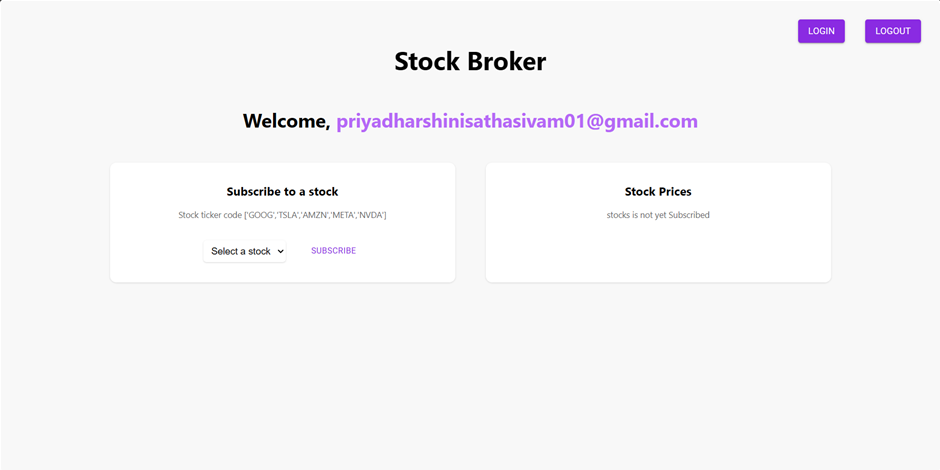 LOGIN LOGOUT
Stock Broker
Welcome, priyadharshinisathasivam01@gmail.com
Subscribe to a stock
Stock ticker code ['GOOG','TSLA','AMZN','META','NVDA']
Select a stock SUBSCRIBE
Stock Prices
stocks is not yet Subscribed